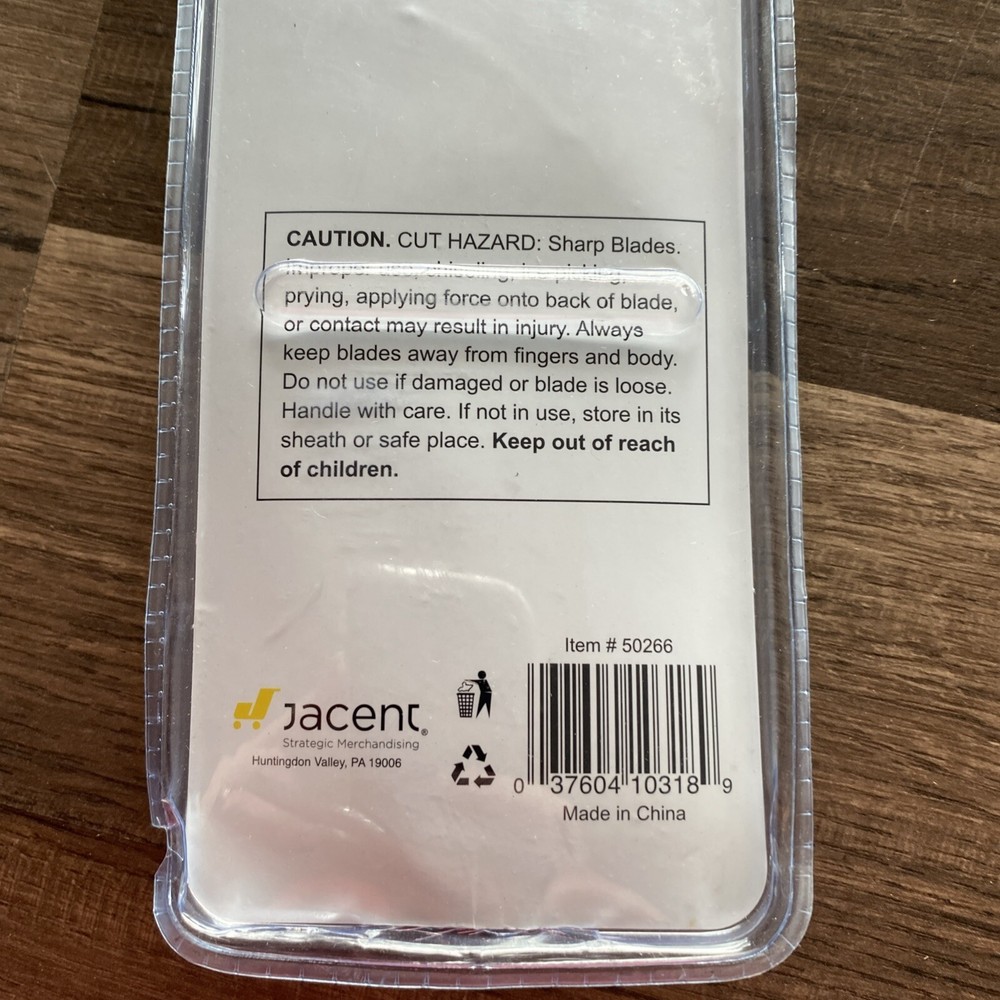 CAUTION. CUT HAZARD: Sharp Blades.
Improper use, chiseling,
prying, applying force onto back of blade,
or contact may result in injury. Always
keep blades away from fingers and body.
Do not use if damaged or blade is loose.
Handle with care. If not in use, store in its
sheath or safe place. Keep out of reach
of children.
Item # 50266
Jacent®
Strategic Merchandising
Huntingdon Valley, PA 19006
0 37604 10318 9
Made in China